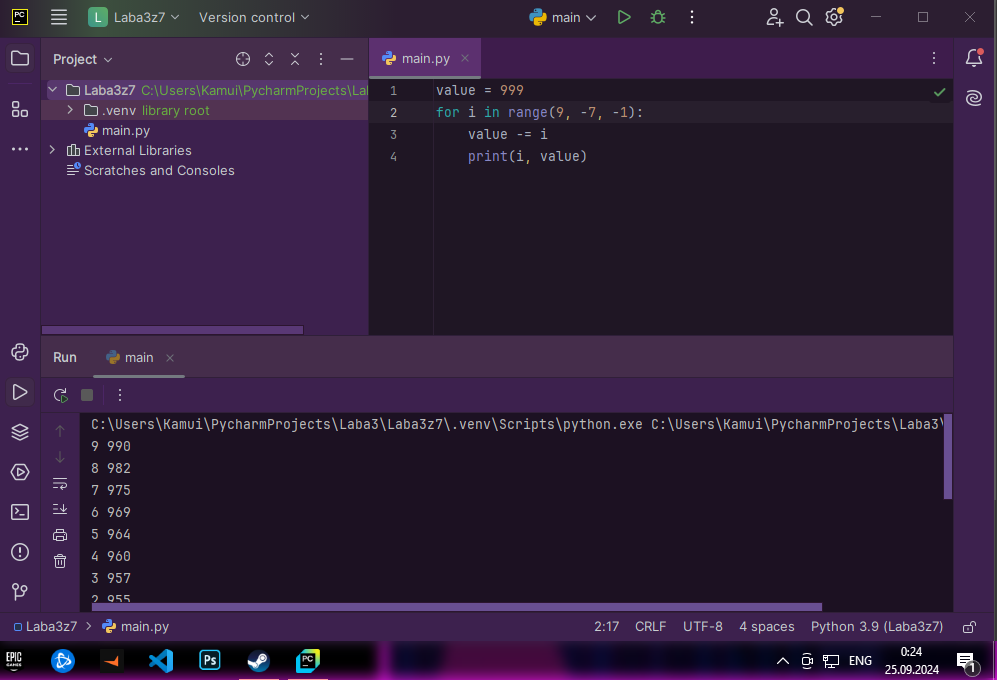 PC
L Laba3z7 Version control main
Project main.py
Laba3z7 C:\Users\Kamui\PycharmProjects\Lal
.venv library root
main.py
External Libraries
Scratches and Consoles
1 value = 999
2 for i in range(9, -7, -1):
3 value -= i
4 print(i, value)
Run main
C:\Users\Kamui\PycharmProjects\Laba3\Laba3z7\.venv\Scripts\python.exe C:\Users\Kamui\PycharmProjects\Laba3\
9 990
8 982
7 975
6 969
5 964
4 960
3 957
2 955
Laba3z7 main.py 2:17 CRLF UTF-8 4 spaces Python 3.9 (Laba3z7)
EPIC GAMES Ps PC ENG 0:24
25.09.2024 1